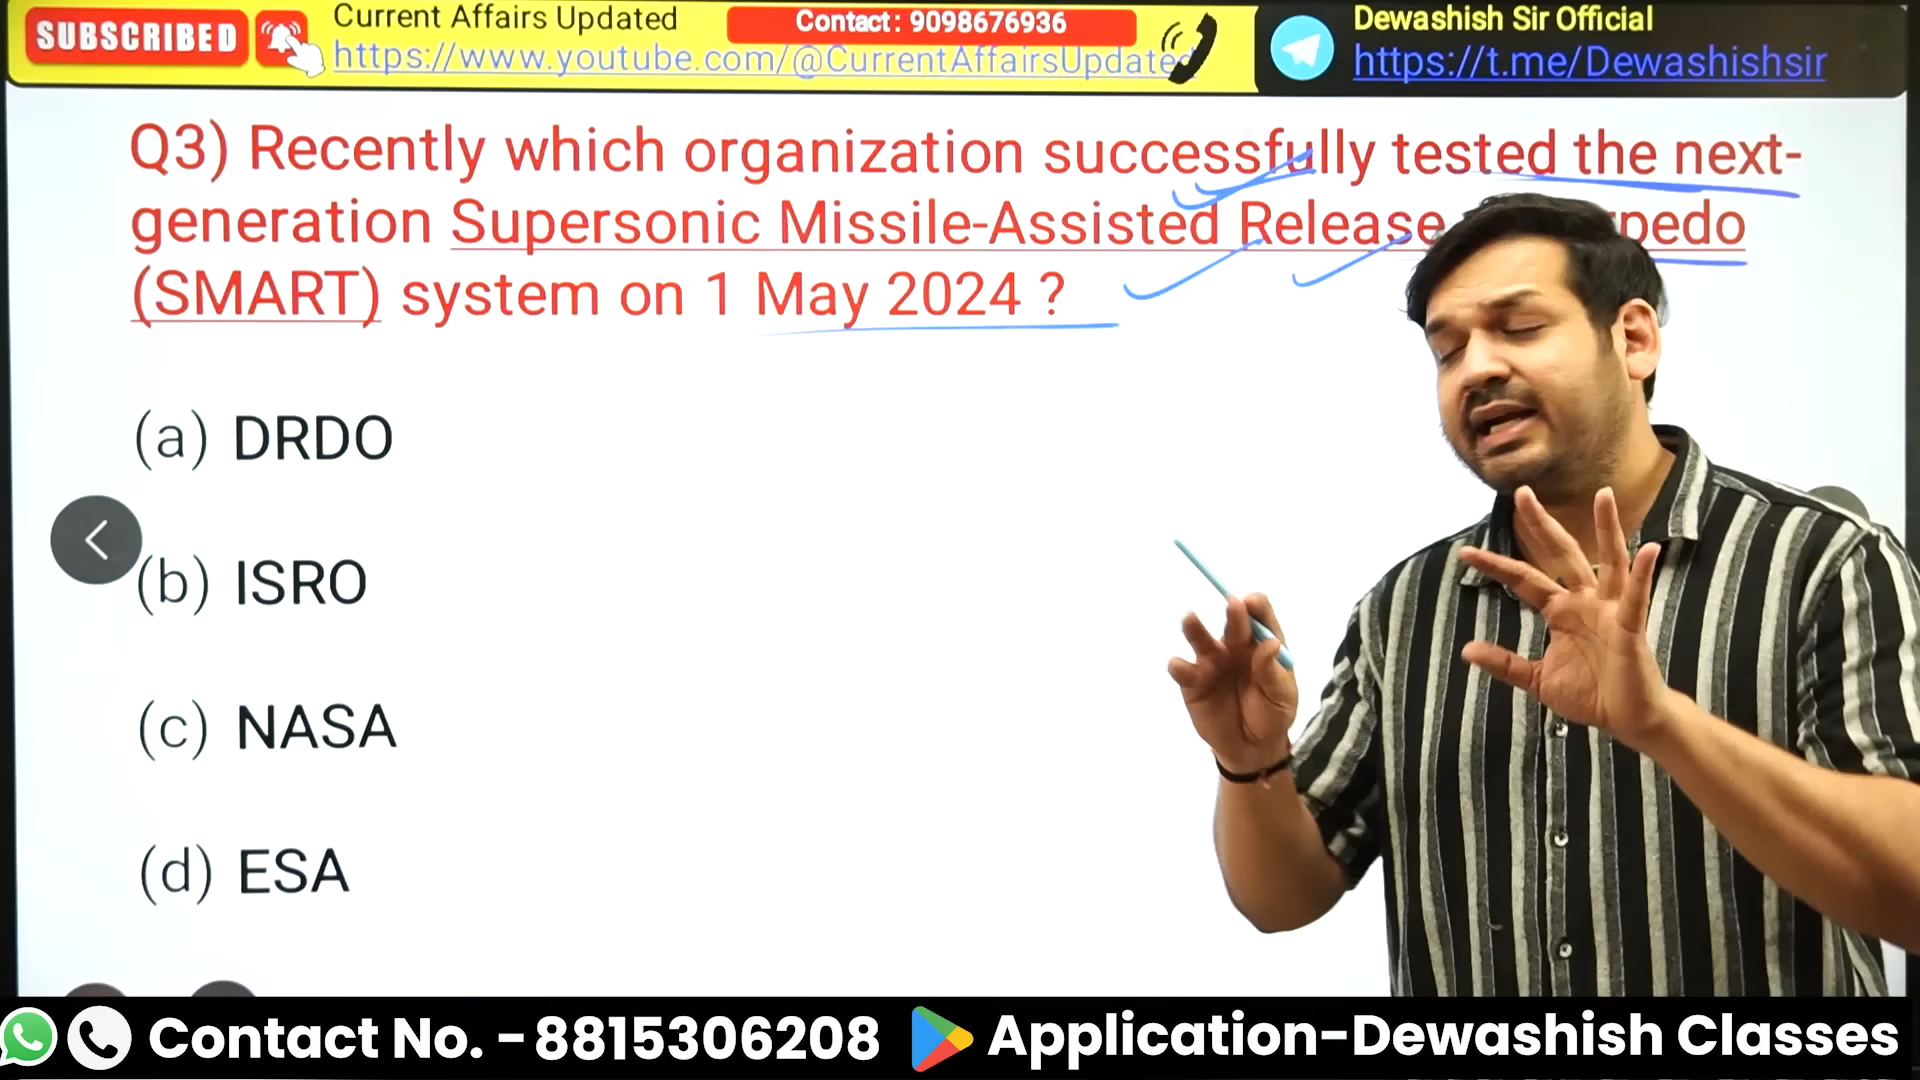 SUBSCRIBED
Current Affairs Updated
https://www.youtube.com/@CurrentAffairsUpdated
Contact: 9098676936
Dewashish Sir Official
https://t.me/Dewashishsir
Q3) Recently which organization successfully tested the next-
generation Supersonic Missile-Assisted Release pedo
(SMART) system on 1 May 2024 ?
(a) DRDO
(b) ISRO
(c) NASA
(d) ESA
Contact No. - 8815306208
Application-Dewashish Classes